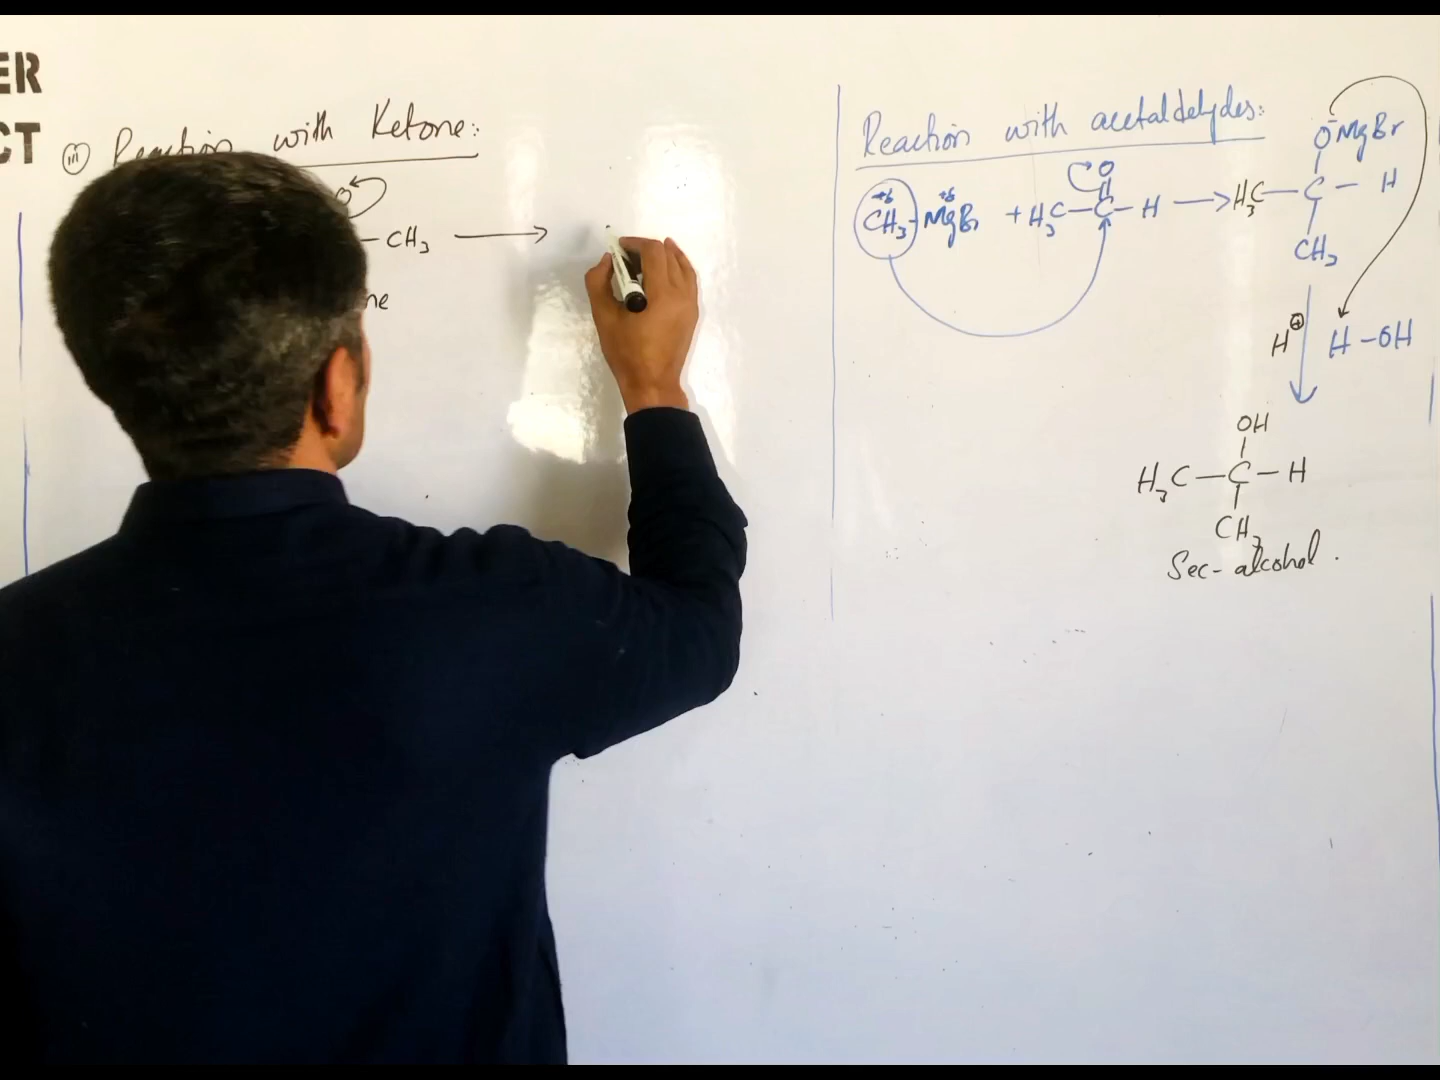 ER
CT
(iii) Reaction with Ketone:
O
– CH₃ ⟶
ne
Reaction with acetaldehydes:
O
+δ +δ
CH₃ – MgBr + H₃C – C – H ⟶
O⁻MgBr
H₃C – C – H
CH₃
H⊕ H – OH
OH
H₃C – C – H
CH₃
Sec- alcohol .